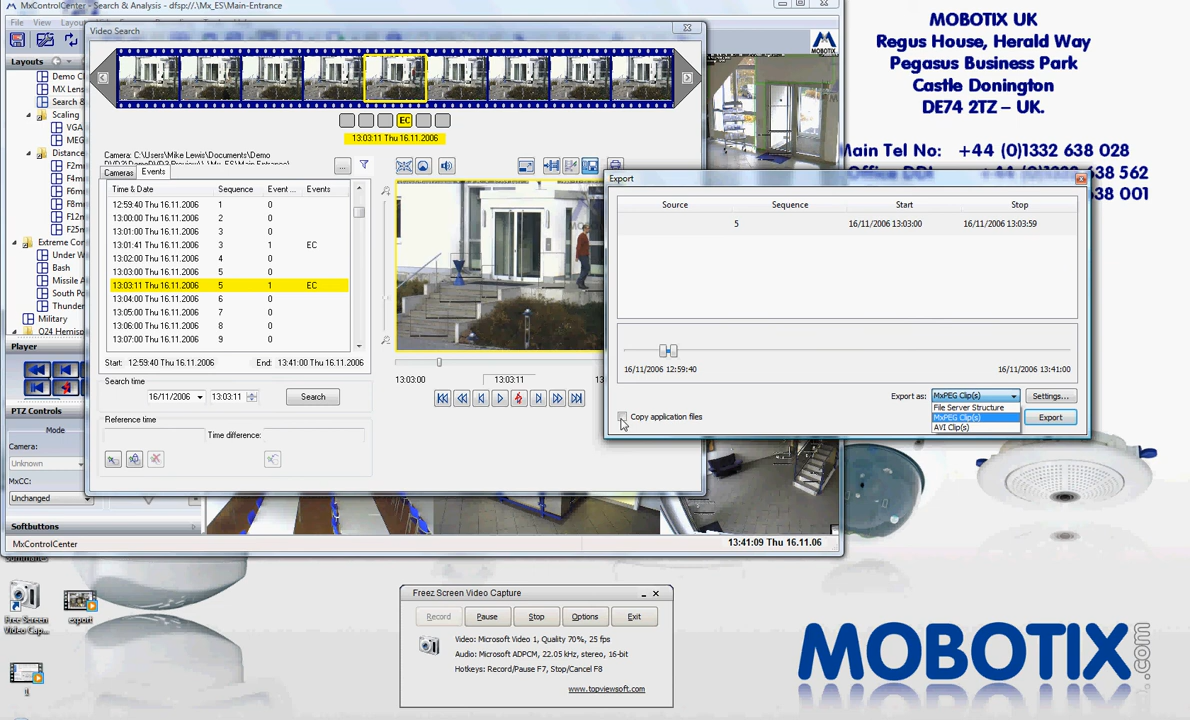 MxControlCenter - Search & Analysis - dfsp://.\Mx_ES\Main-Entrance
File View Layou
Layouts
Demo C
MX Lens
Search &
Scaling
VGA
MEG
Distance
F2m
F4m
F6m
F8m
F12m
F25m
Extreme Con
Under W
Bash
Missile A
South Po
Thunder
Military
Q24 Hemisp
Player
PTZ Controls
Mode
Camera:
Unknown
MxCC:
Unchanged
Softbuttons
MxControlCenter
13:41:09 Thu 16.11.06
Video Search
EC
13:03:11 Thu 16.11.2006
Camera: C:\Users\Mike Lewis\Documents\Demo
...
Cameras Events
Time & Date Sequence Event ... Events
12:59:40 Thu 16.11.2006 1 0
13:00:00 Thu 16.11.2006 2 0
13:01:00 Thu 16.11.2006 3 0
13:01:41 Thu 16.11.2006 3 1 EC
13:02:00 Thu 16.11.2006 4 0
13:03:00 Thu 16.11.2006 5 0
13:03:11 Thu 16.11.2006 5 1 EC
13:04:00 Thu 16.11.2006 6 0
13:05:00 Thu 16.11.2006 7 0
13:06:00 Thu 16.11.2006 8 0
13:07:00 Thu 16.11.2006 9 0
Start: 12:59:40 Thu 16.11.2006 End: 13:41:00 Thu 16.11.2006
Search time
16/11/2006 13:03:11 Search
Reference time
Time difference:
13:03:00 13:03:11 13
MOBOTIX
MOBOTIX UK
Regus House, Herald Way
Pegasus Business Park
Castle Donington
DE74 2TZ – UK.
Main Tel No: +44 (0)1332 638 028
638 562
638 001
Export
Source Sequence Start Stop
5 16/11/2006 13:03:00 16/11/2006 13:03:59
16/11/2006 12:59:40 16/11/2006 13:41:00
Export as: MxPEG Clip(s) Settings...
File Server Structure
MxPEG Clip(s)
AVI Clip(s)
Copy application files
Export
Free Screen
Video Cap...
export
Freez Screen Video Capture
Record Pause Stop Options Exit
Video: Microsoft Video 1, Quality 70%, 25 fps
Audio: Microsoft ADPCM, 22.05 kHz, stereo, 16-bit
Hotkeys: Record/Pause F7, Stop/Cancel F8
www.topviewsoft.com
MOBOTIX.com